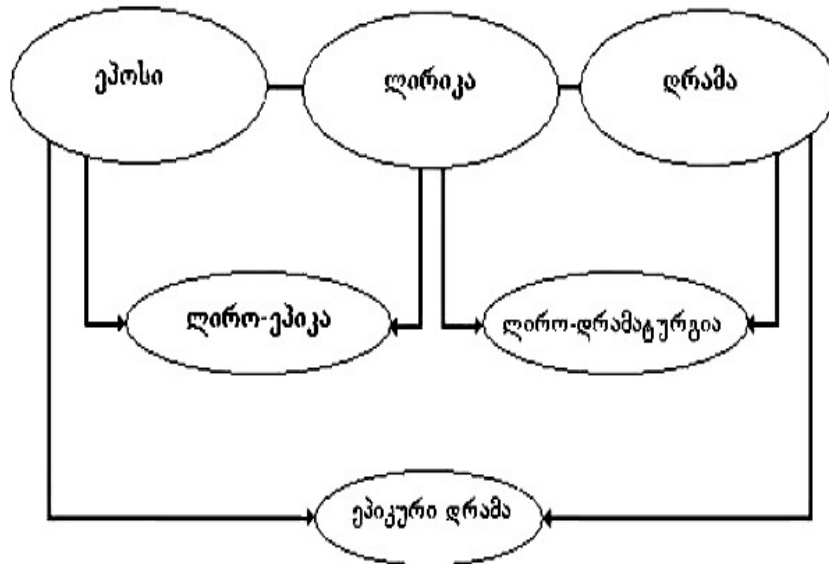 ეპოსი
ლირიკა
დრამა
ლირო-ეპიკა
ლირო-დრამატურგია
ეპიკური დრამა